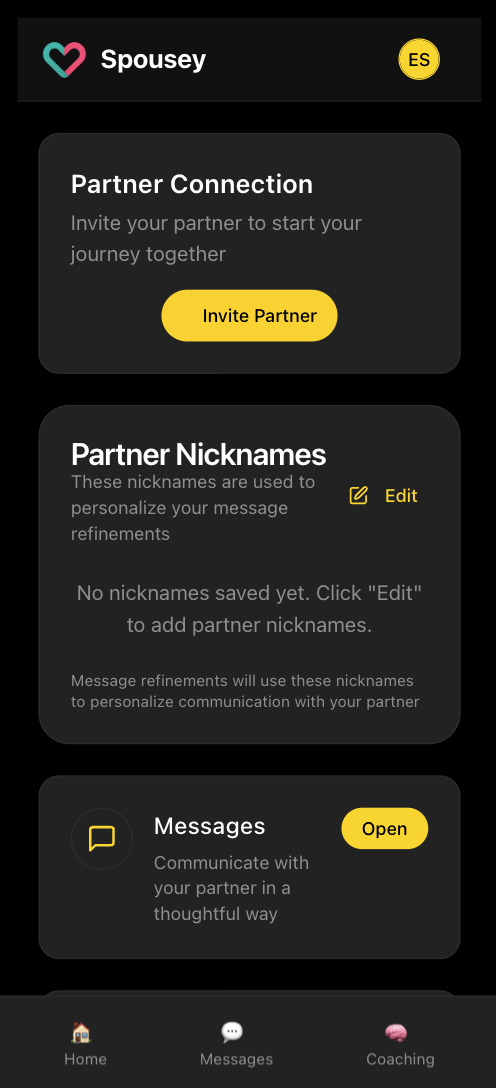 Spousey
ES
Partner Connection
Invite your partner to start your
journey together
Invite Partner
Partner Nicknames
These nicknames are used to
personalize your message
refinements
Edit
No nicknames saved yet. Click "Edit"
to add partner nicknames.
Message refinements will use these nicknames
to personalize communication with your partner
Messages
Open
Communicate with
your partner in a
thoughtful way
Home
Messages
Coaching